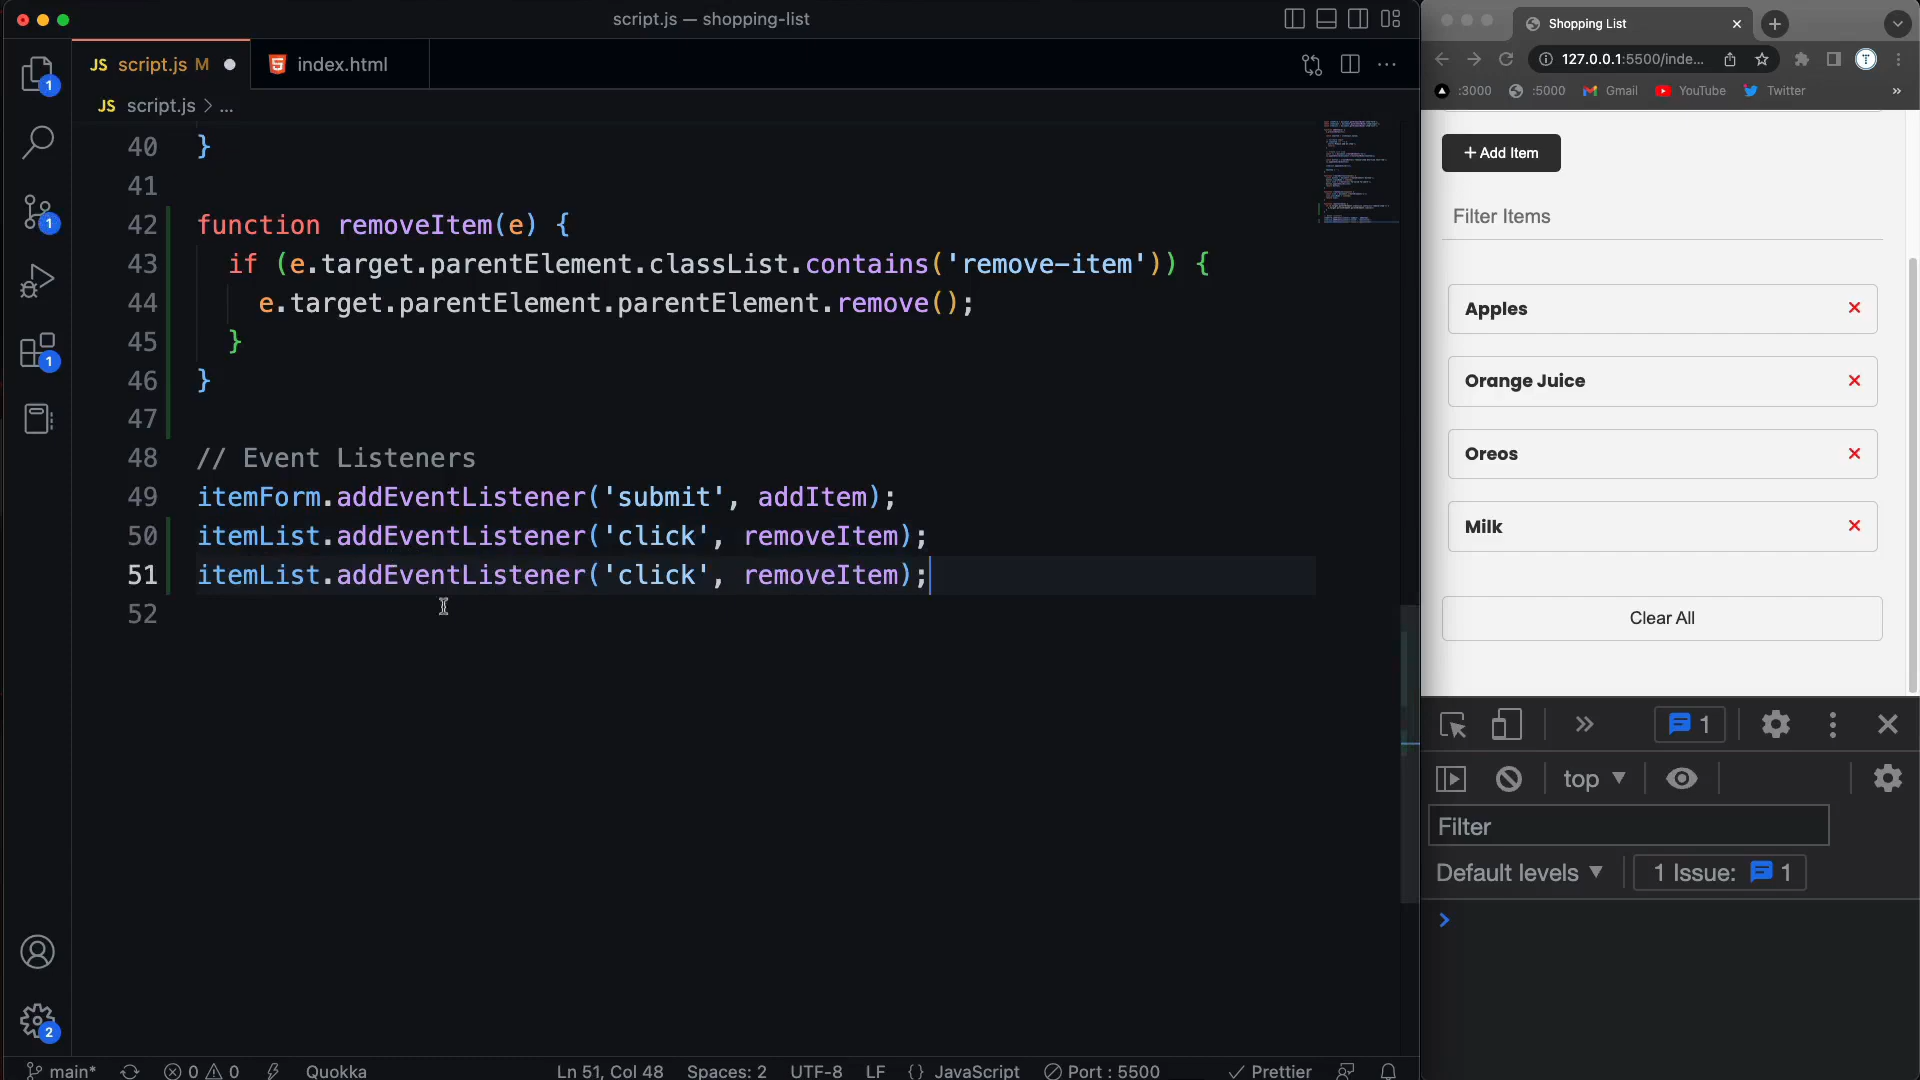 script.js — shopping-list
JS script.js M
index.html
JS script.js > ...
40 }
41
42 function removeItem(e) {
43 if (e.target.parentElement.classList.contains('remove-item')) {
44 e.target.parentElement.parentElement.remove();
45 }
46 }
47
48 // Event Listeners
49 itemForm.addEventListener('submit', addItem);
50 itemList.addEventListener('click', removeItem);
51 itemList.addEventListener('click', removeItem);
52
1
1
1
2
main*
0
0
Quokka
Ln 51, Col 48
Spaces: 2
UTF-8
LF
{} JavaScript
Port : 5500
Prettier
Shopping List
127.0.0.1:5500/inde...
T
:3000
:5000
Gmail
YouTube
Twitter
»
+ Add Item
Filter Items
Apples
Orange Juice
Oreos
Milk
Clear All
1
top
Filter
Default levels
1 Issue: 1